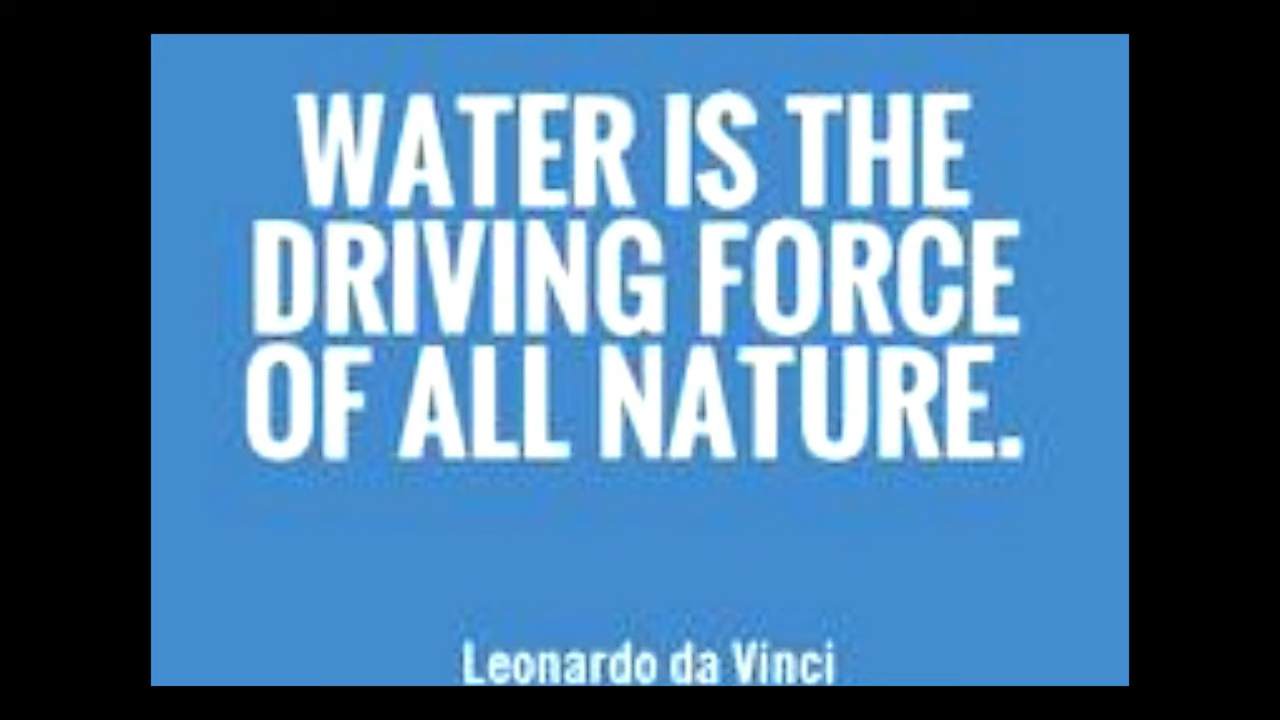 WATER IS THE
DRIVING FORCE
OF ALL NATURE.
Leonardo da Vinci